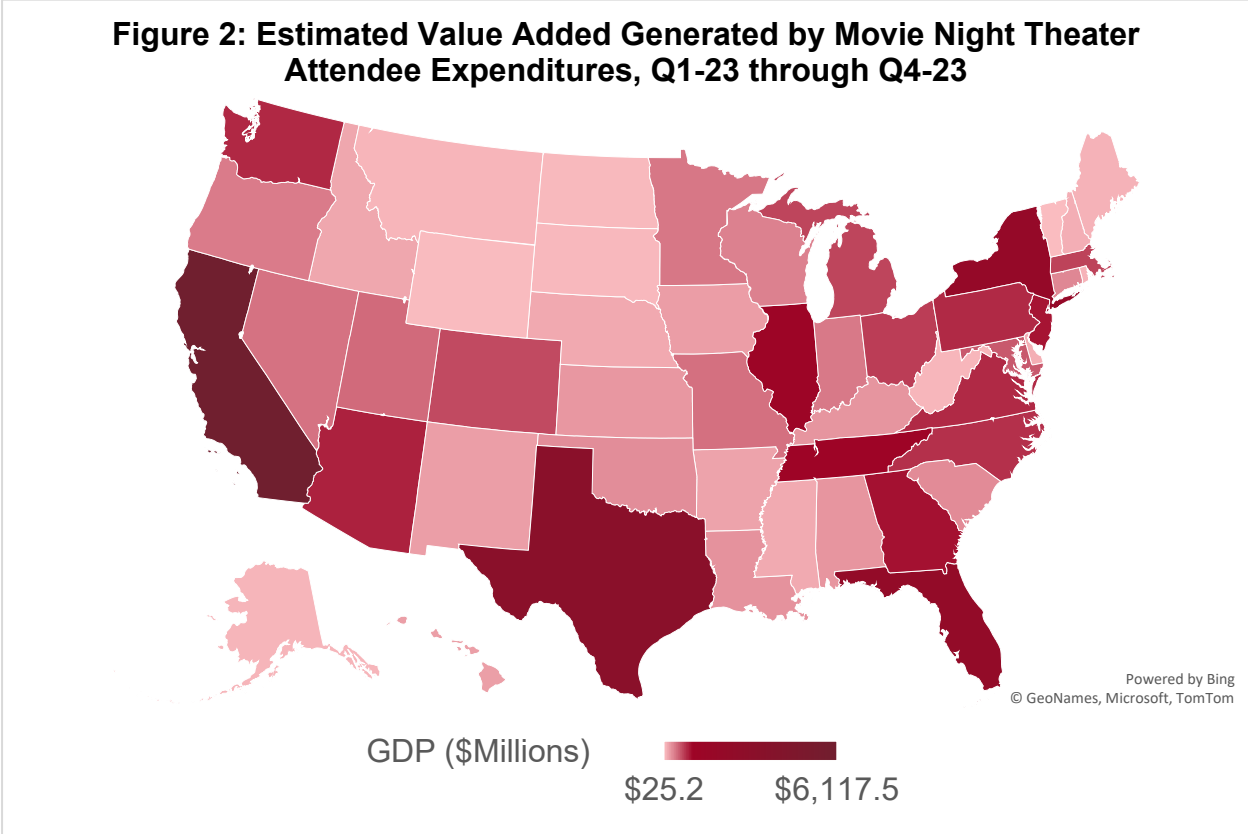 Figure 2: Estimated Value Added Generated by Movie Night Theater
Attendee Expenditures, Q1-23 through Q4-23
Powered by Bing
© GeoNames, Microsoft, TomTom
GDP ($Millions)
$25.2 $6,117.5